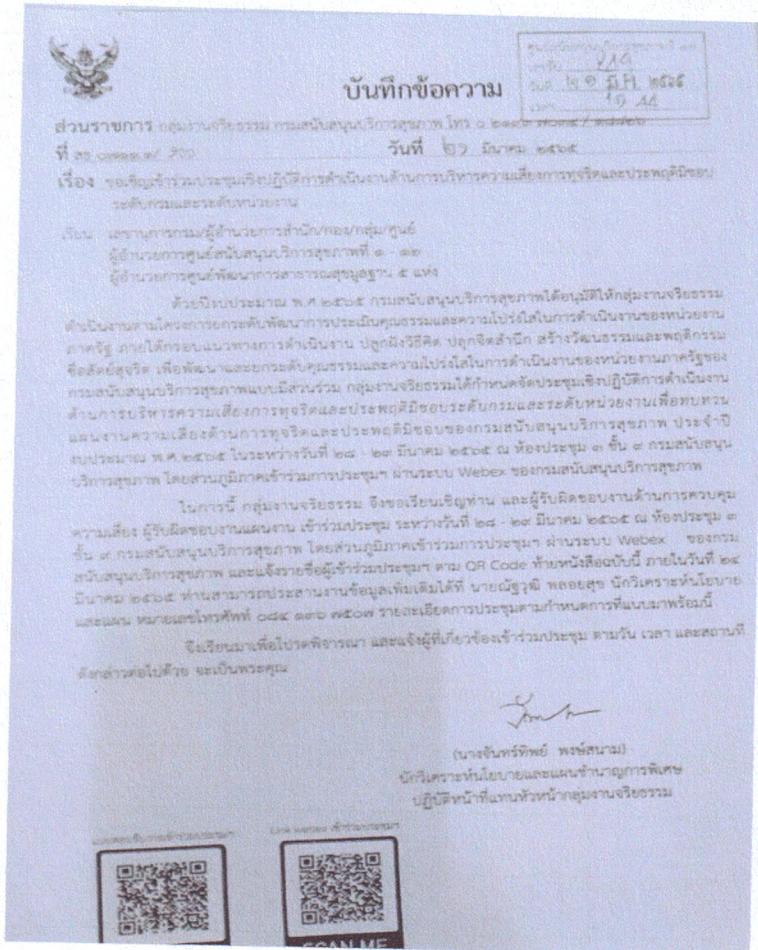 บันทึกข้อความ
๒๑ มี.ค. ๒๕๖๕
ส่วนราชการ กลุ่มงานจริยธรรม กรมสนับสนุนบริการสุขภาพ โทร ๐
ที่ วันที่ ๒๑ มีนาคม ๒๕๖๕
เรื่อง ขอเชิญเข้าร่วมประชุมเชิงปฏิบัติการดำเนินงานด้านการบริหารความเสี่ยงการทุจริตและประพฤติมิชอบ
ระดับกรมและระดับหน่วยงาน
เรียน เลขานุการกรม/ผู้อำนวยการสำนัก/กอง/กลุ่ม/ศูนย์
ผู้อำนวยการศูนย์สนับสนุนบริการสุขภาพที่ ๑ - ๑๒
ผู้อำนวยการศูนย์พัฒนาการสาธารณสุขมูลฐาน ๕ แห่ง
ด้วยปีงบประมาณ พ.ศ ๒๕๖๕ กรมสนับสนุนบริการสุขภาพได้อนุมัติให้กลุ่มงานจริยธรรม
ดำเนินงานตามโครงการยกระดับพัฒนาการประเมินคุณธรรมและความโปร่งใสในการดำเนินงานของหน่วยงาน
ภาครัฐ ภายใต้กรอบแนวทางการดำเนินงาน ปลูกฝังวิธีคิด ปลุกจิตสำนึก สร้างวัฒนธรรมและพฤติกรรม
ซื่อสัตย์สุจริต เพื่อพัฒนาและยกระดับคุณธรรมและความโปร่งใสในการดำเนินงานของหน่วยงานภาครัฐของ
กรมสนับสนุนบริการสุขภาพแบบมีส่วนร่วม กลุ่มงานจริยธรรมได้กำหนดจัดประชุมเชิงปฏิบัติการดำเนินงาน
ด้านการบริหารความเสี่ยงการทุจริตและประพฤติมิชอบระดับกรมและระดับหน่วยงานเพื่อทบทวน
แผนงานความเสี่ยงด้านการทุจริตและประพฤติมิชอบของกรมสนับสนุนบริการสุขภาพ ประจำปี
งบประมาณ พ.ศ.๒๕๖๕ ในระหว่างวันที่ ๒๘ - ๒๙ มีนาคม ๒๕๖๕ ณ ห้องประชุม ๓ ชั้น ๙ กรมสนับสนุน
บริการสุขภาพ โดยส่วนภูมิภาคเข้าร่วมการประชุมฯ ผ่านระบบ Webex ของกรมสนับสนุนบริการสุขภาพ
ในการนี้ กลุ่มงานจริยธรรม จึงขอเรียนเชิญท่าน และผู้รับผิดชอบงานด้านการควบคุม
ความเสี่ยง ผู้รับผิดชอบงานแผนงาน เข้าร่วมประชุม ระหว่างวันที่ ๒๘ - ๒๙ มีนาคม ๒๕๖๕ ณ ห้องประชุม ๓
ชั้น ๙ กรมสนับสนุนบริการสุขภาพ โดยส่วนภูมิภาคเข้าร่วมการประชุมฯ ผ่านระบบ Webex ของกรม
สนับสนุนบริการสุขภาพ และแจ้งรายชื่อผู้เข้าร่วมประชุมฯ ตาม QR Code ท้ายหนังสือฉบับนี้ ภายในวันที่ ๒๔
มีนาคม ๒๕๖๕ ท่านสามารถประสานงานข้อมูลเพิ่มเติมได้ที่ นายณัฐวุฒิ พลอยสุข นักวิเคราะห์นโยบาย
และแผน หมายเลขโทรศัพท์ ๐๘๔ ๑๓๖ ๗๕๐๗ รายละเอียดการประชุมตามกำหนดการที่แนบมาพร้อมนี้
จึงเรียนมาเพื่อโปรดพิจารณา และแจ้งผู้ที่เกี่ยวข้องเข้าร่วมประชุม ตามวัน เวลา และสถานที่
ดังกล่าวต่อไปด้วย จะเป็นพระคุณ
(นางจันทร์ทิพย์ พงษ์สนาม)
นักวิเคราะห์นโยบายและแผนชำนาญการพิเศษ
ปฏิบัติหน้าที่แทนหัวหน้ากลุ่มงานจริยธรรม
SCAN ME